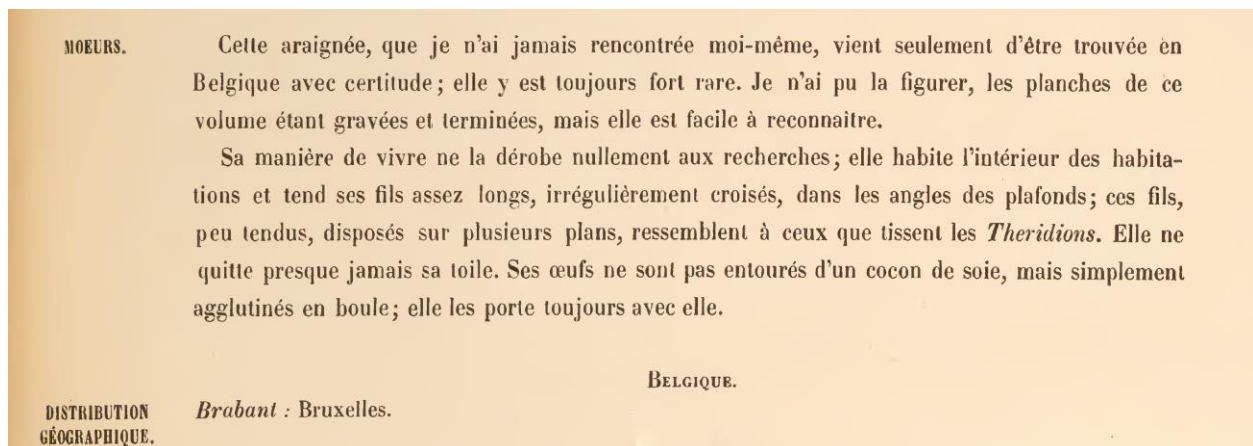 MOEURS.
Cette araignée, que je n'ai jamais rencontrée moi-même, vient seulement d'être trouvée en
Belgique avec certitude; elle y est toujours fort rare. Je n'ai pu la figurer, les planches de ce
volume étant gravées et terminées, mais elle est facile à reconnaitre.
Sa manière de vivre ne la dérobe nullement aux recherches; elle habite l'intérieur des habita-
tions et tend ses fils assez longs, irrégulièrement croisés, dans les angles des plafonds; ces fils,
peu tendus, disposés sur plusieurs plans, ressemblent à ceux que tissent les Theridions. Elle ne
quitte presque jamais sa toile. Ses œufs ne sont pas entourés d'un cocon de soie, mais simplement
agglutinés en boule; elle les porte toujours avec elle.
BELGIQUE.
DISTRIBUTION
GÉOGRAPHIQUE.
Brabant : Bruxelles.